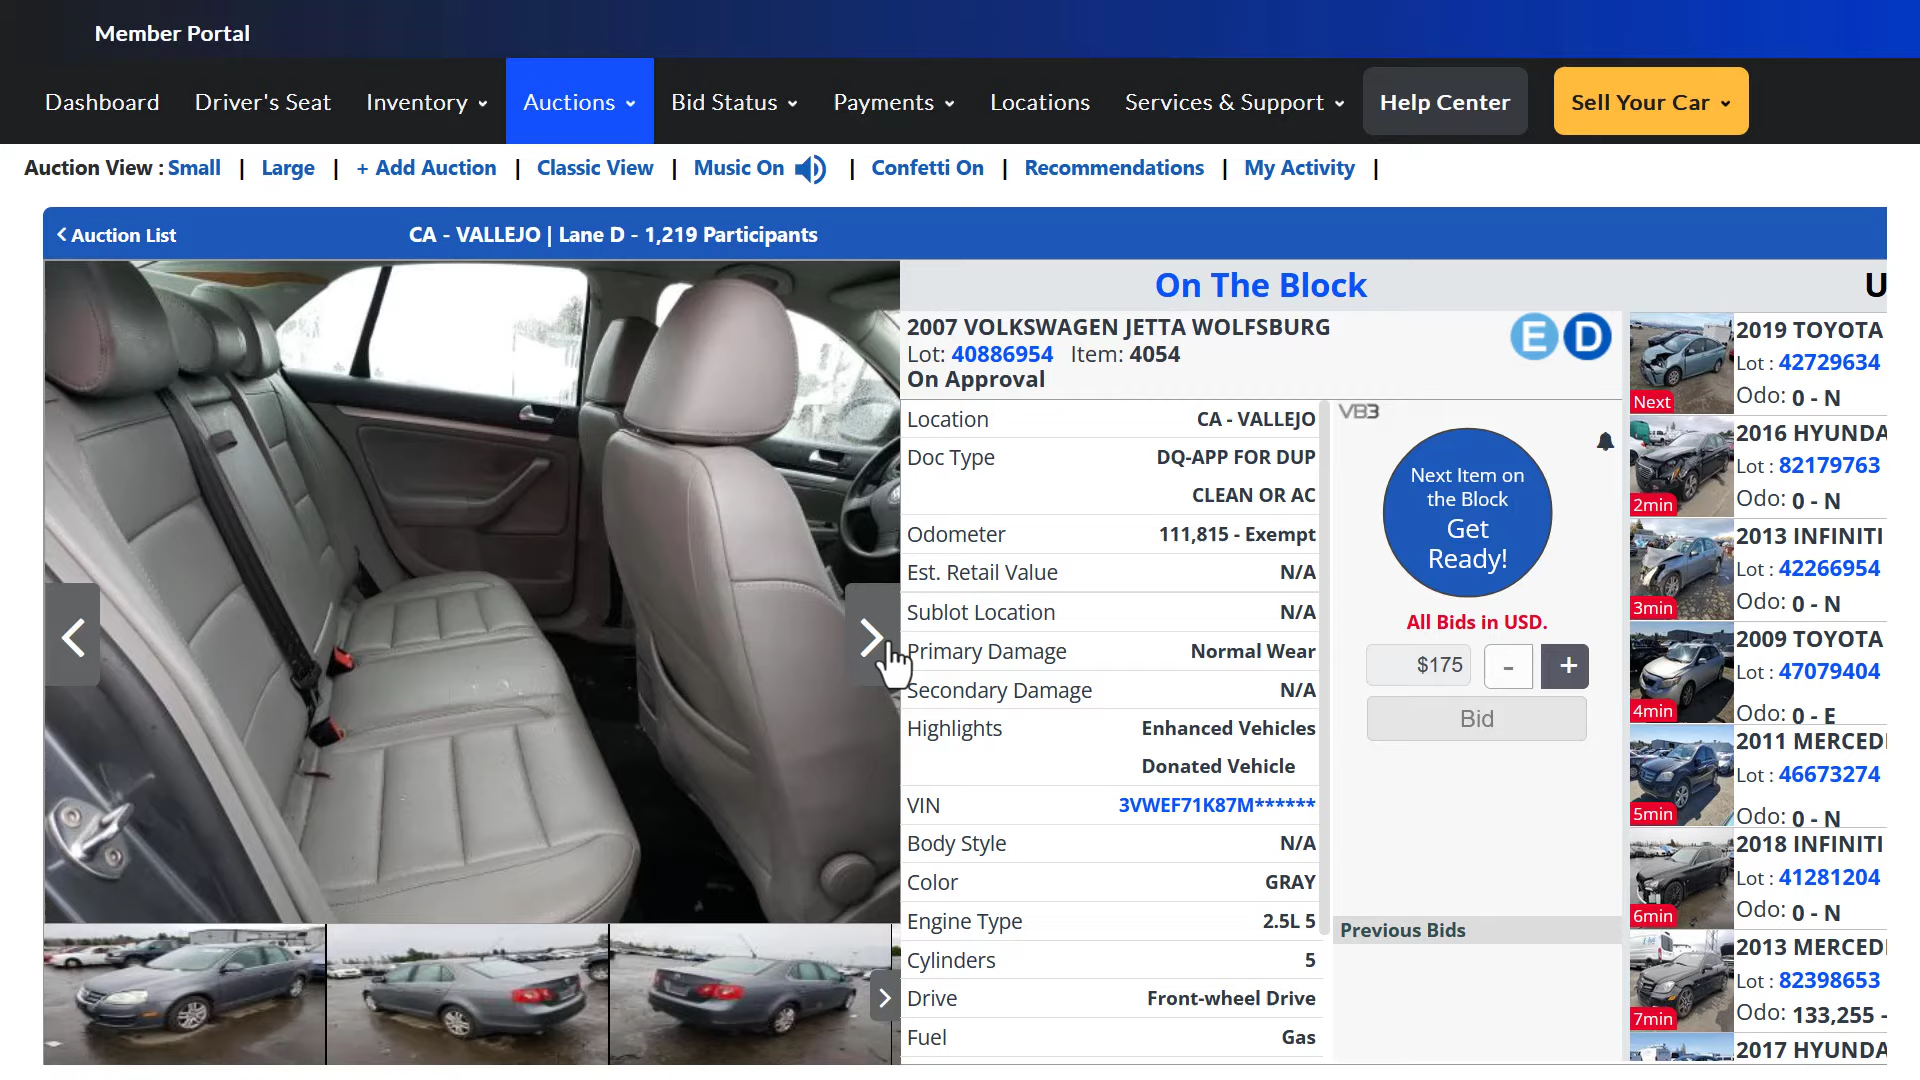 Member Portal
Dashboard Driver's Seat Inventory Auctions Bid Status Payments Locations Services & Support Help Center Sell Your Car
Auction View : Small | Large | + Add Auction | Classic View | Music On | Confetti On | Recommendations | My Activity |
Auction List
CA - VALLEJO | Lane D - 1,219 Participants
On The Block
2007 VOLKSWAGEN JETTA WOLFSBURG
Lot: 40886954 Item: 4054
On Approval
E D
Location CA - VALLEJO
Doc Type DQ-APP FOR DUP
CLEAN OR AC
Odometer 111,815 - Exempt
Est. Retail Value N/A
Sublot Location N/A
Primary Damage Normal Wear
Secondary Damage N/A
Highlights Enhanced Vehicles
Donated Vehicle
VIN 3VWEF71K87M******
Body Style N/A
Color GRAY
Engine Type 2.5L 5
Cylinders 5
Drive Front-wheel Drive
Fuel Gas
VB3
Next Item on
the Block
Get
Ready!
All Bids in USD.
$175 - +
Bid
Previous Bids
U
2019 TOYOTA
Lot : 42729634
Odo: 0 - N
Next
2016 HYUNDA
Lot : 82179763
Odo: 0 - N
2min
2013 INFINITI
Lot : 42266954
Odo: 0 - N
3min
2009 TOYOTA
Lot : 47079404
Odo: 0 - E
4min
2011 MERCED
Lot : 46673274
Odo: 0 - N
5min
2018 INFINITI
Lot : 41281204
Odo: 0 - N
6min
2013 MERCED
Lot : 82398653
Odo: 133,255 -
7min
2017 HYUNDA